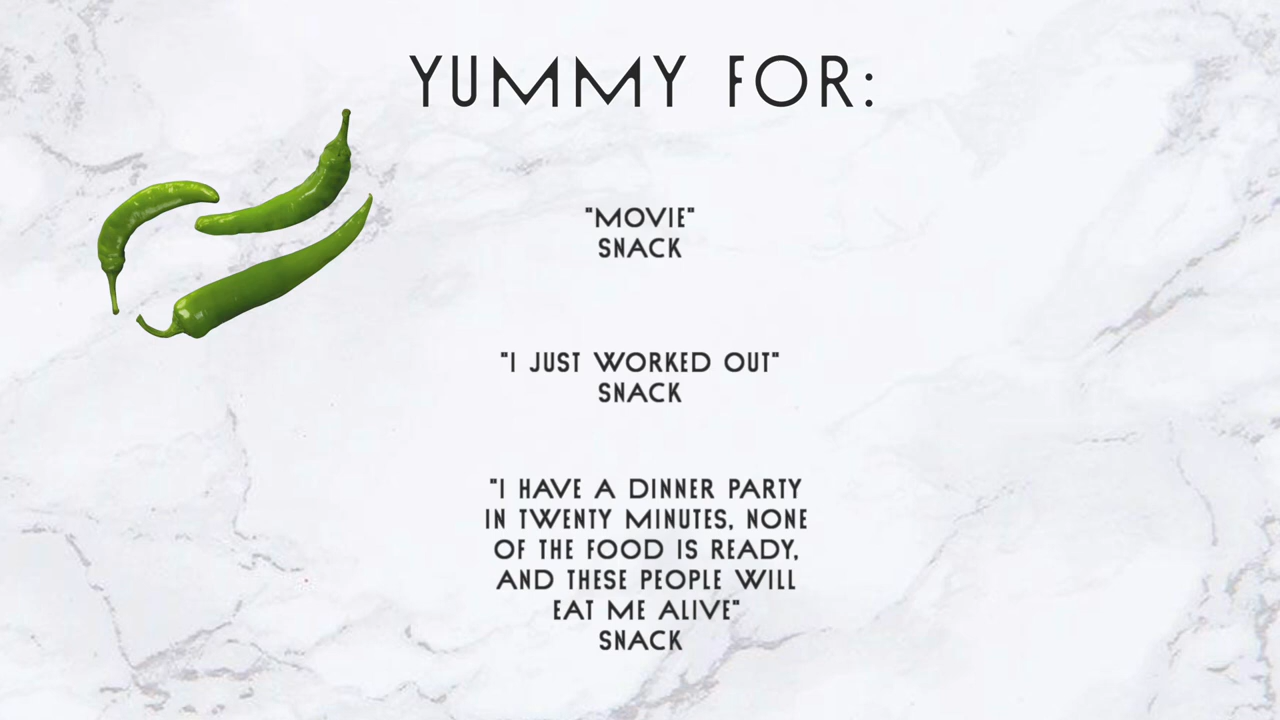 YUMMY FOR:
"MOVIE"
SNACK
"I JUST WORKED OUT"
SNACK
"I HAVE A DINNER PARTY
IN TWENTY MINUTES, NONE
OF THE FOOD IS READY,
AND THESE PEOPLE WILL
EAT ME ALIVE"
SNACK